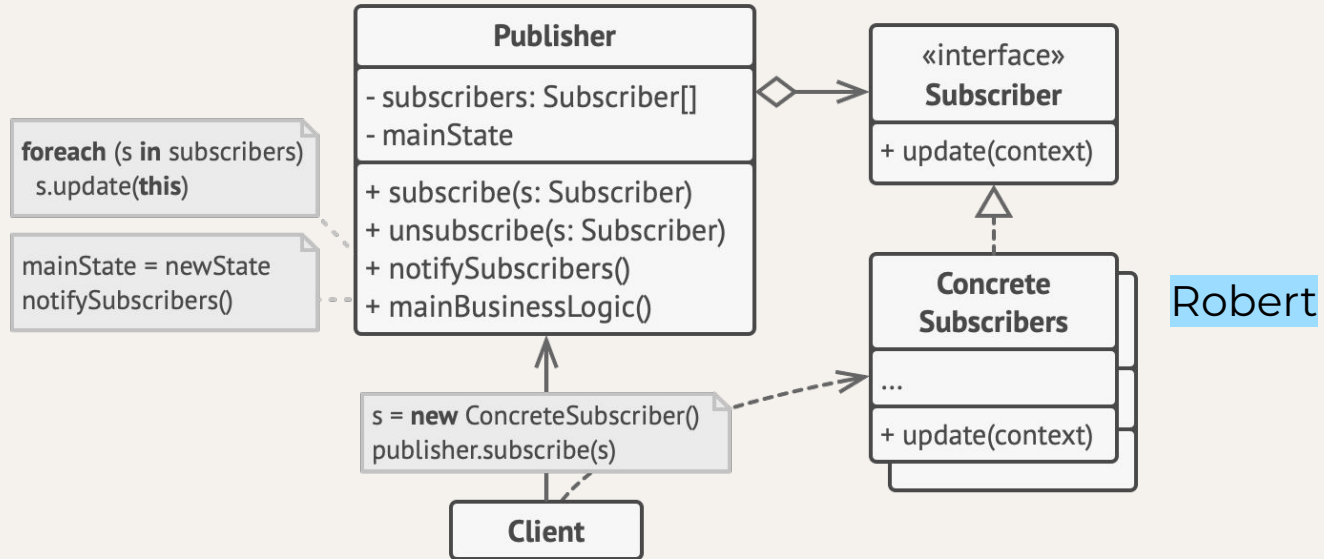 Publisher
- subscribers: Subscriber[]
- mainState
+ subscribe(s: Subscriber)
+ unsubscribe(s: Subscriber)
+ notifySubscribers()
+ mainBusinessLogic()
«interface»
Subscriber
+ update(context)
foreach (s in subscribers)
s.update(this)
mainState = newState
notifySubscribers()
Concrete
Subscribers
...
+ update(context)
Robert
s = new ConcreteSubscriber()
publisher.subscribe(s)
Client